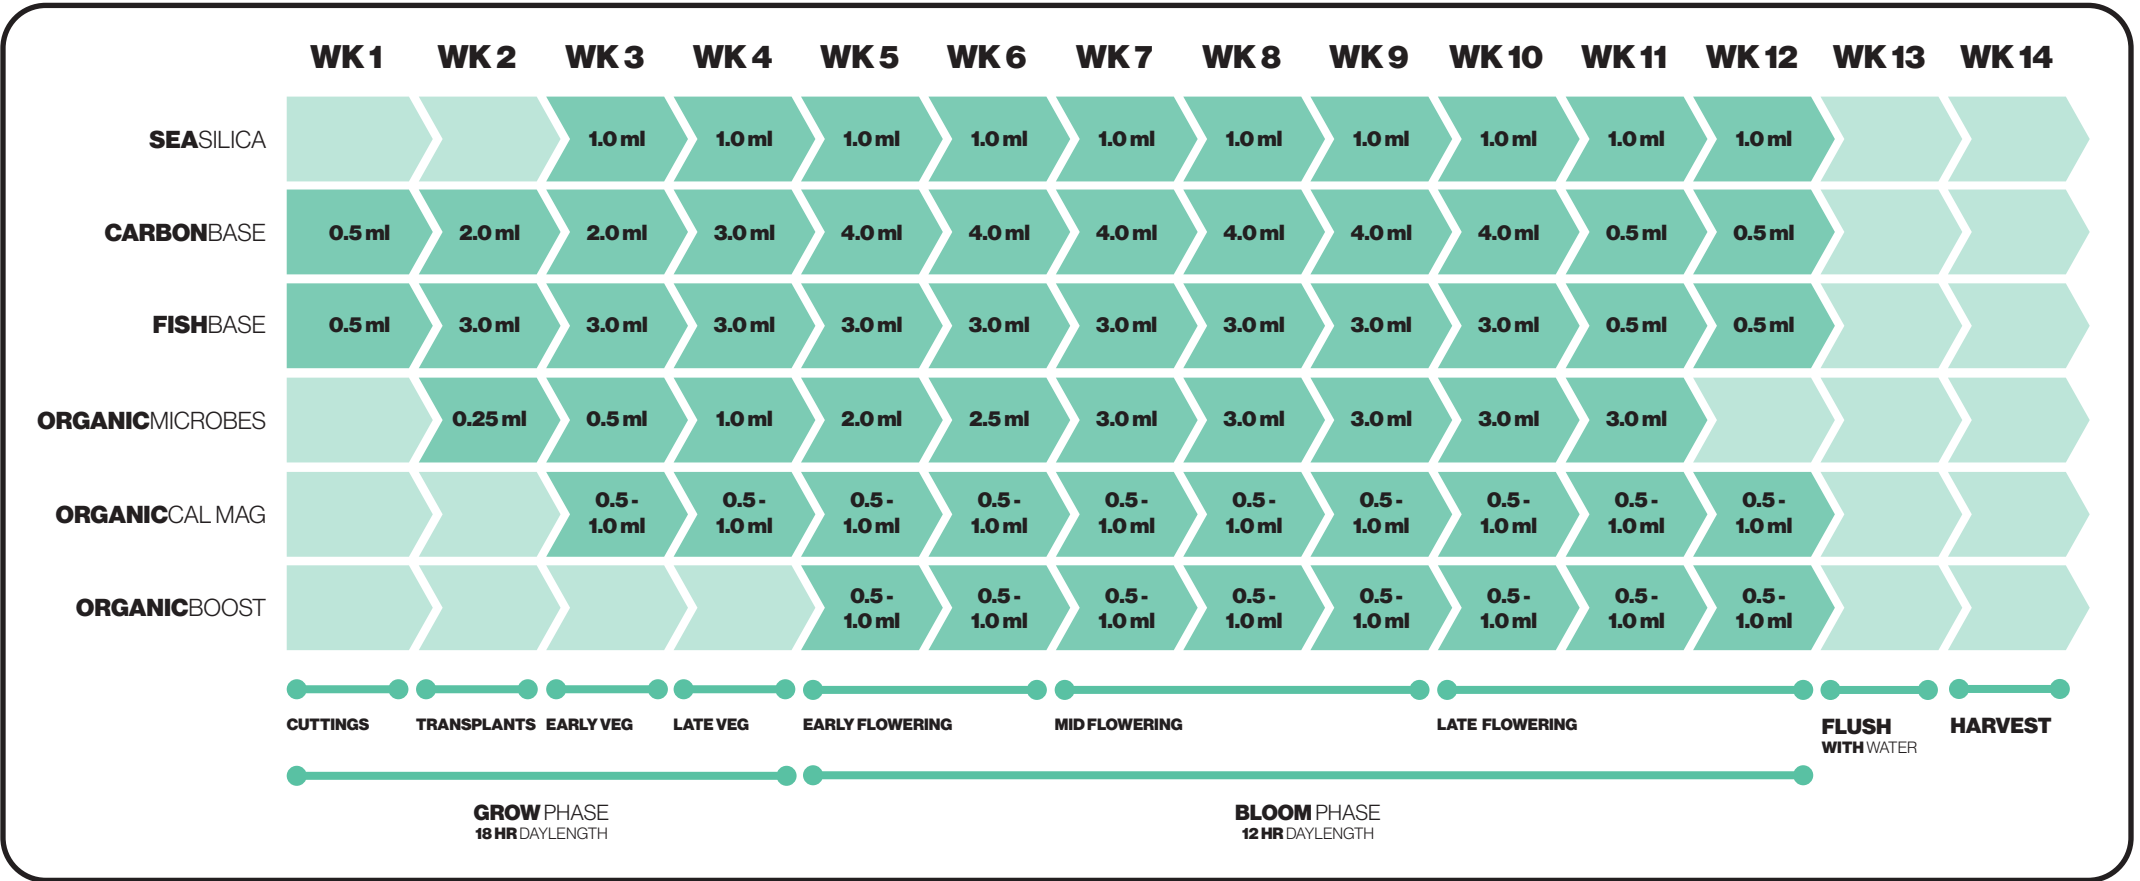 WK 1 WK 2 WK 3 WK 4 WK 5 WK 6 WK 7 WK 8 WK 9 WK 10 WK 11 WK 12 WK 13 WK 14
SEASILICA 1.0 ml 1.0 ml 1.0 ml 1.0 ml 1.0 ml 1.0 ml 1.0 ml 1.0 ml 1.0 ml 1.0 ml
CARBONBASE 0.5 ml 2.0 ml 2.0 ml 3.0 ml 4.0 ml 4.0 ml 4.0 ml 4.0 ml 4.0 ml 4.0 ml 0.5 ml 0.5 ml
FISHBASE 0.5 ml 3.0 ml 3.0 ml 3.0 ml 3.0 ml 3.0 ml 3.0 ml 3.0 ml 3.0 ml 3.0 ml 0.5 ml 0.5 ml
ORGANICMICROBES 0.25 ml 0.5 ml 1.0 ml 2.0 ml 2.5 ml 3.0 ml 3.0 ml 3.0 ml 3.0 ml 3.0 ml
0.5 - 0.5 - 0.5 - 0.5 - 0.5 - 0.5 - 0.5 - 0.5 - 0.5 - 0.5 -
ORGANICCAL MAG 1.0 ml 1.0 ml 1.0 ml 1.0 ml 1.0 ml 1.0 ml 1.0 ml 1.0 ml 1.0 ml 1.0 ml
0.5 - 0.5 - 0.5 - 0.5 - 0.5 - 0.5 - 0.5 - 0.5 -
ORGANICBOOST 1.0 ml 1.0 ml 1.0 ml 1.0 ml 1.0 ml 1.0 ml 1.0 ml 1.0 ml
CUTTINGS TRANSPLANTS EARLY VEG LATE VEG EARLY FLOWERING MID FLOWERING LATE FLOWERING FLUSH HARVEST
WITH WATER
GROW PHASE BLOOM PHASE
18 HR DAYLENGTH 12 HR DAYLENGTH